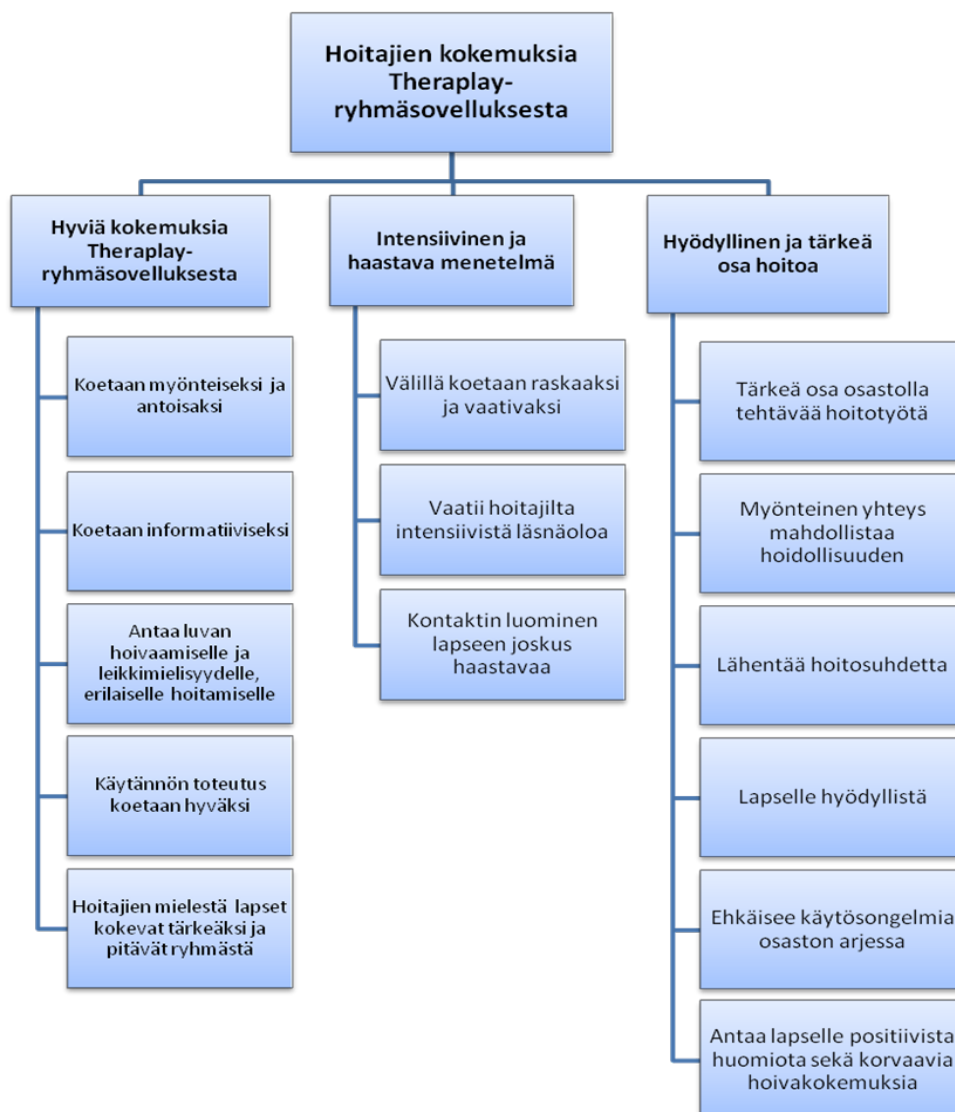 Hoitajien kokemuksia
Theraplay-
ryhmäsovelluksesta
Hyviä kokemuksia
Theraplay-
ryhmäsovelluksesta
Koetaan myönteiseksi ja
antoisaksi
Koetaan informatiiviseksi
Antaa luvan
hoivaamiselle ja
leikkimielisyydelle,
erilaiselle hoitamiselle
Käytännön toteutus
koetaan hyväksi
Hoitajien mielestä lapset
kokevat tärkeäksi ja
pitävät ryhmästä
Intensiivinen ja
haastava menetelmä
Välillä koetaan raskaaksi
ja vaativaksi
Vaatii hoitajilta
intensiivistä läsnäoloa
Kontaktin luominen
lapseen joskus
haastavaa
Hyödyllinen ja tärkeä
osa hoitoa
Tärkeä osa osastolla
tehtävää hoitotyötä
Myönteinen yhteys
mahdollistaa
hoidollisuuden
Lähentää hoitosuhdetta
Lapselle hyödyllistä
Ehkäisee käytösongelmia
osaston arjessa
Antaa lapselle positiivista
huomiota sekä korvaavia
hoivakokemuksia